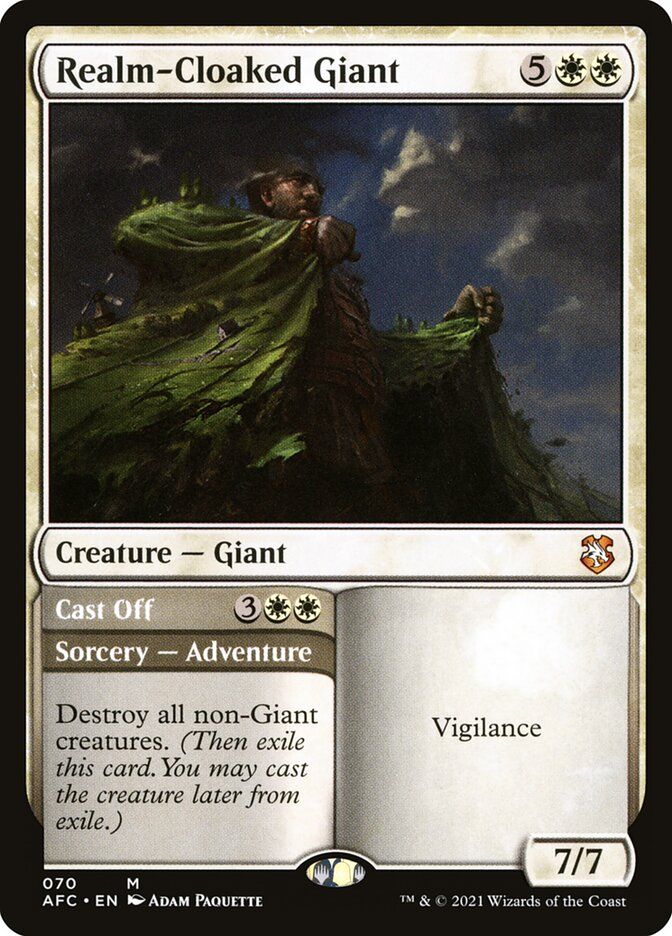 Realm-Cloaked Giant 5
Creature — Giant
Cast Off 3
Sorcery — Adventure
Destroy all non-Giant
creatures. (Then exile
this card. You may cast
the creature later from
exile.)
Vigilance
7/7
070 M
AFC • EN Adam Paquette
™ & © 2021 Wizards of the Coast